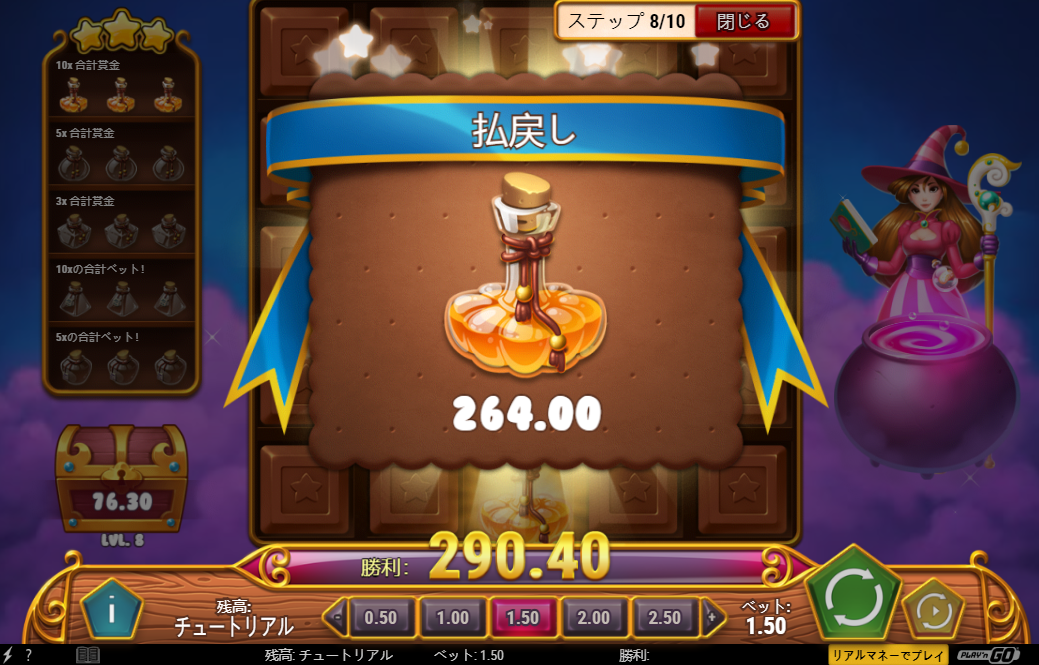 ステップ 8/10
閉じる
10x 合計賞金
5x 合計賞金
3x 合計賞金
10xの合計ベット!
5xの合計ベット!
払戻し
264.00
76.30
LVL. 8
勝利: 290.40
i
残高:
チュートリアル
-
0.50
1.00
1.50
2.00
2.50
+
ベット:
1.50
? 残高: チュートリアル ベット: 1.50 勝利: リアルマネーでプレイ PLAY'n GO